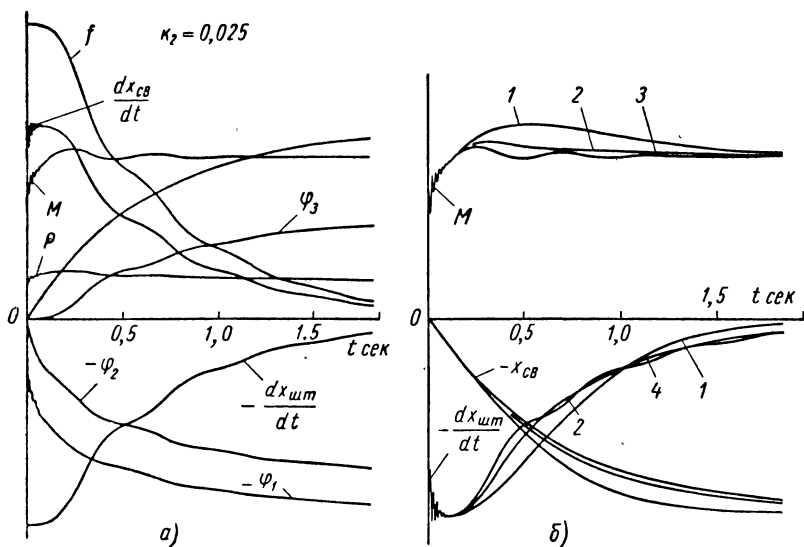 f
к₂ = 0,025
dx_св
dt
M
ρ
φ₃
0
0,5
1,0
1.5
t сек
-φ₂
- dx_шт
dt
-φ₁
а)
1
2
3
M
1,5
t сек
0
0,5
1,0
-x_св
1
4
2
- dx_шт
dt
б)